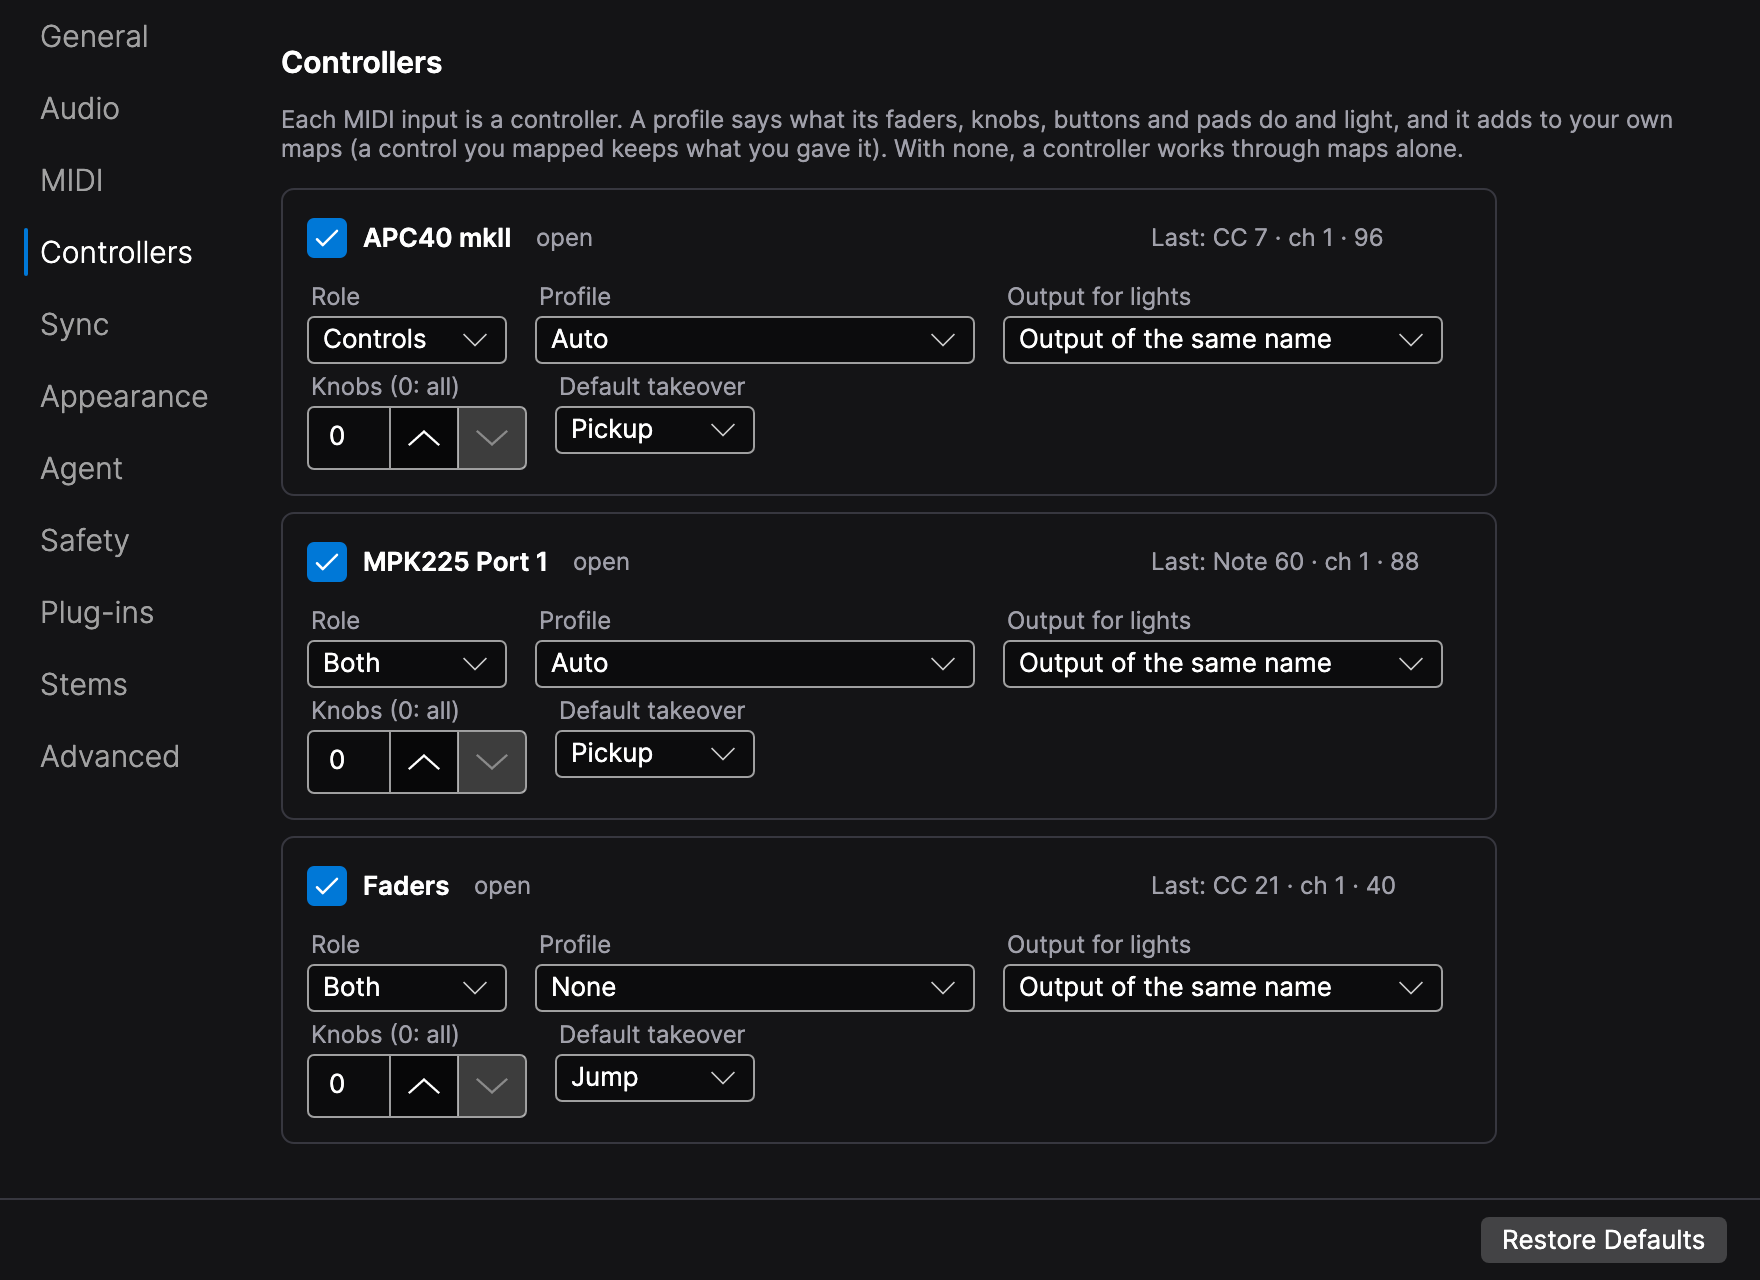 General
Audio
MIDI
Controllers
Sync
Appearance
Agent
Safety
Plug-ins
Stems
Advanced
Controllers
Each MIDI input is a controller. A profile says what its faders, knobs, buttons and pads do and light, and it adds to your own
maps (a control you mapped keeps what you gave it). With none, a controller works through maps alone.
APC40 mkII open Last: CC 7 · ch 1 · 96
Role Profile Output for lights
Controls Auto Output of the same name
Knobs (0: all) Default takeover
0 Pickup
MPK225 Port 1 open Last: Note 60 · ch 1 · 88
Role Profile Output for lights
Both Auto Output of the same name
Knobs (0: all) Default takeover
0 Pickup
Faders open Last: CC 21 · ch 1 · 40
Role Profile Output for lights
Both None Output of the same name
Knobs (0: all) Default takeover
0 Jump
Restore Defaults